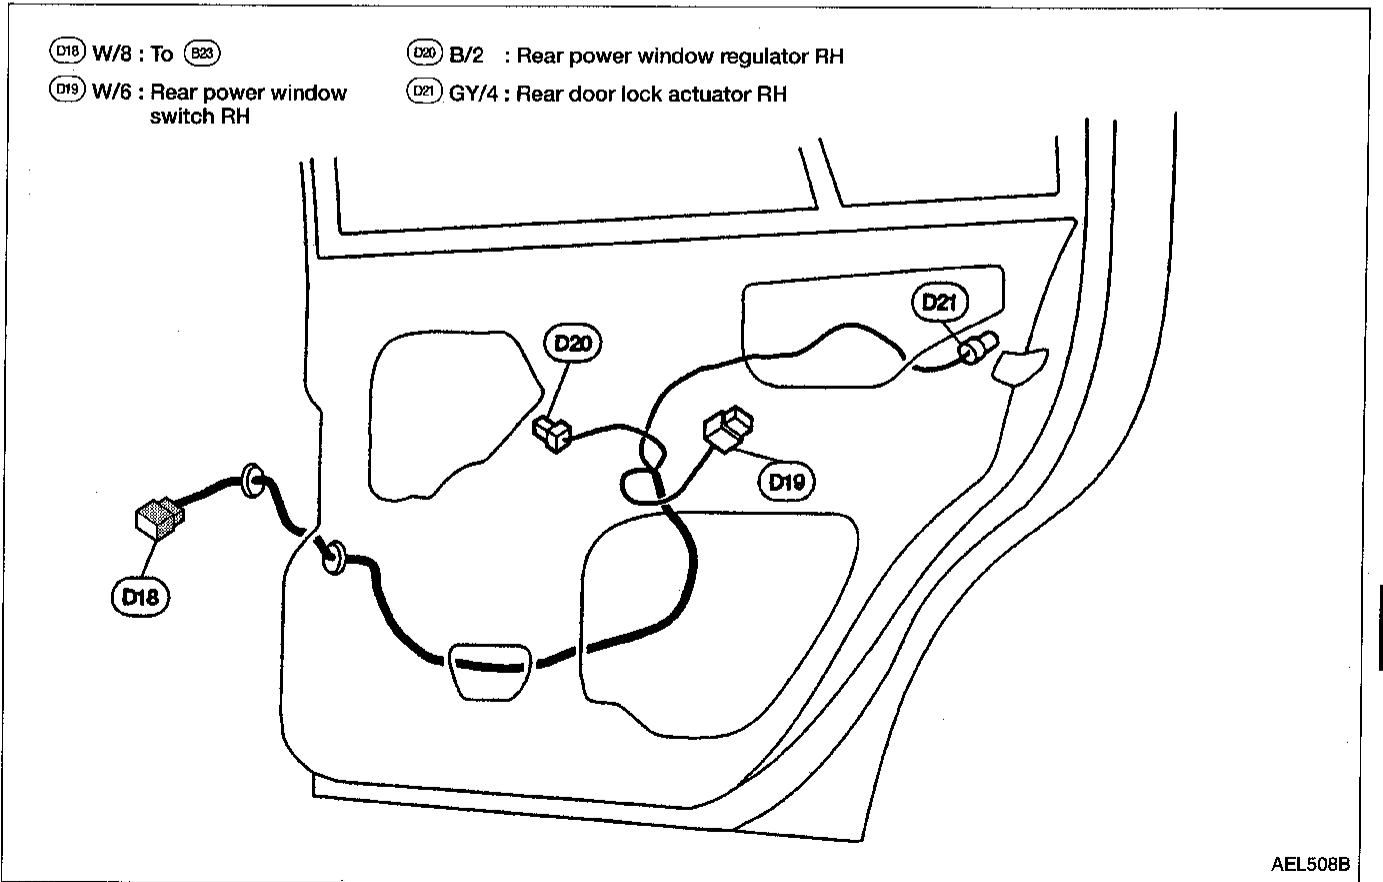 D18 W/8 : To B23
D19 W/6 : Rear power window
switch RH
D20 B/2 : Rear power window regulator RH
D21 GY/4 : Rear door lock actuator RH
D21
D20
D19
D18
AEL508B